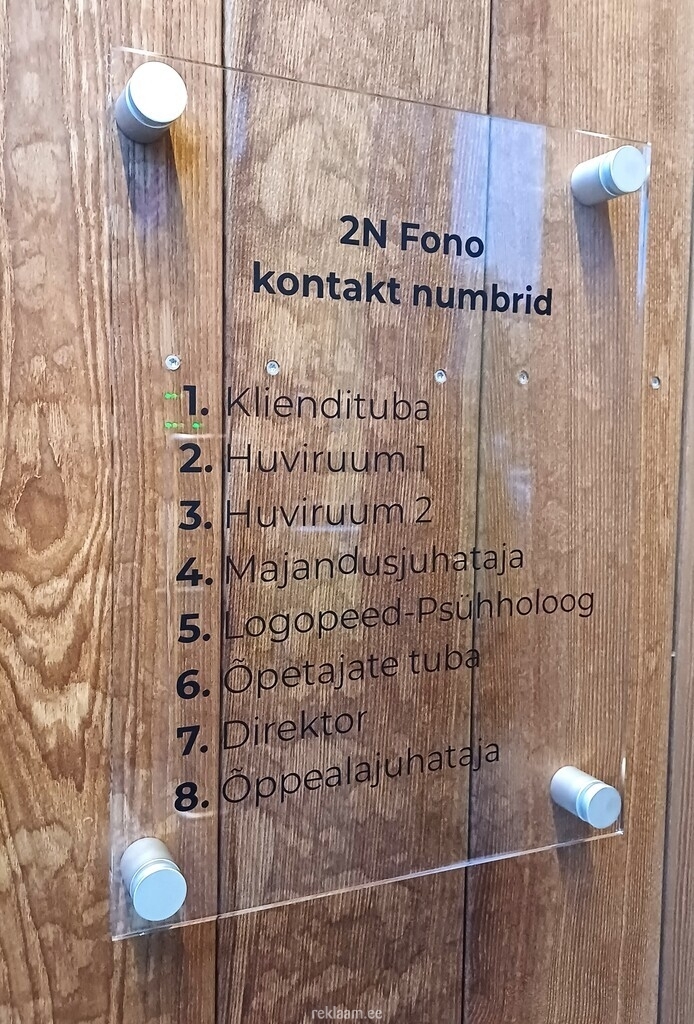 2N Fono
kontakt numbrid
1. Kliendituba
2. Huviruum 1
3. Huviruum 2
4. Majandusjuhataja
5. Logopeed-Psühholoog
6. Õpetajate tuba
7. Direktor
8. Õppealajuhataja
reklaam.ee